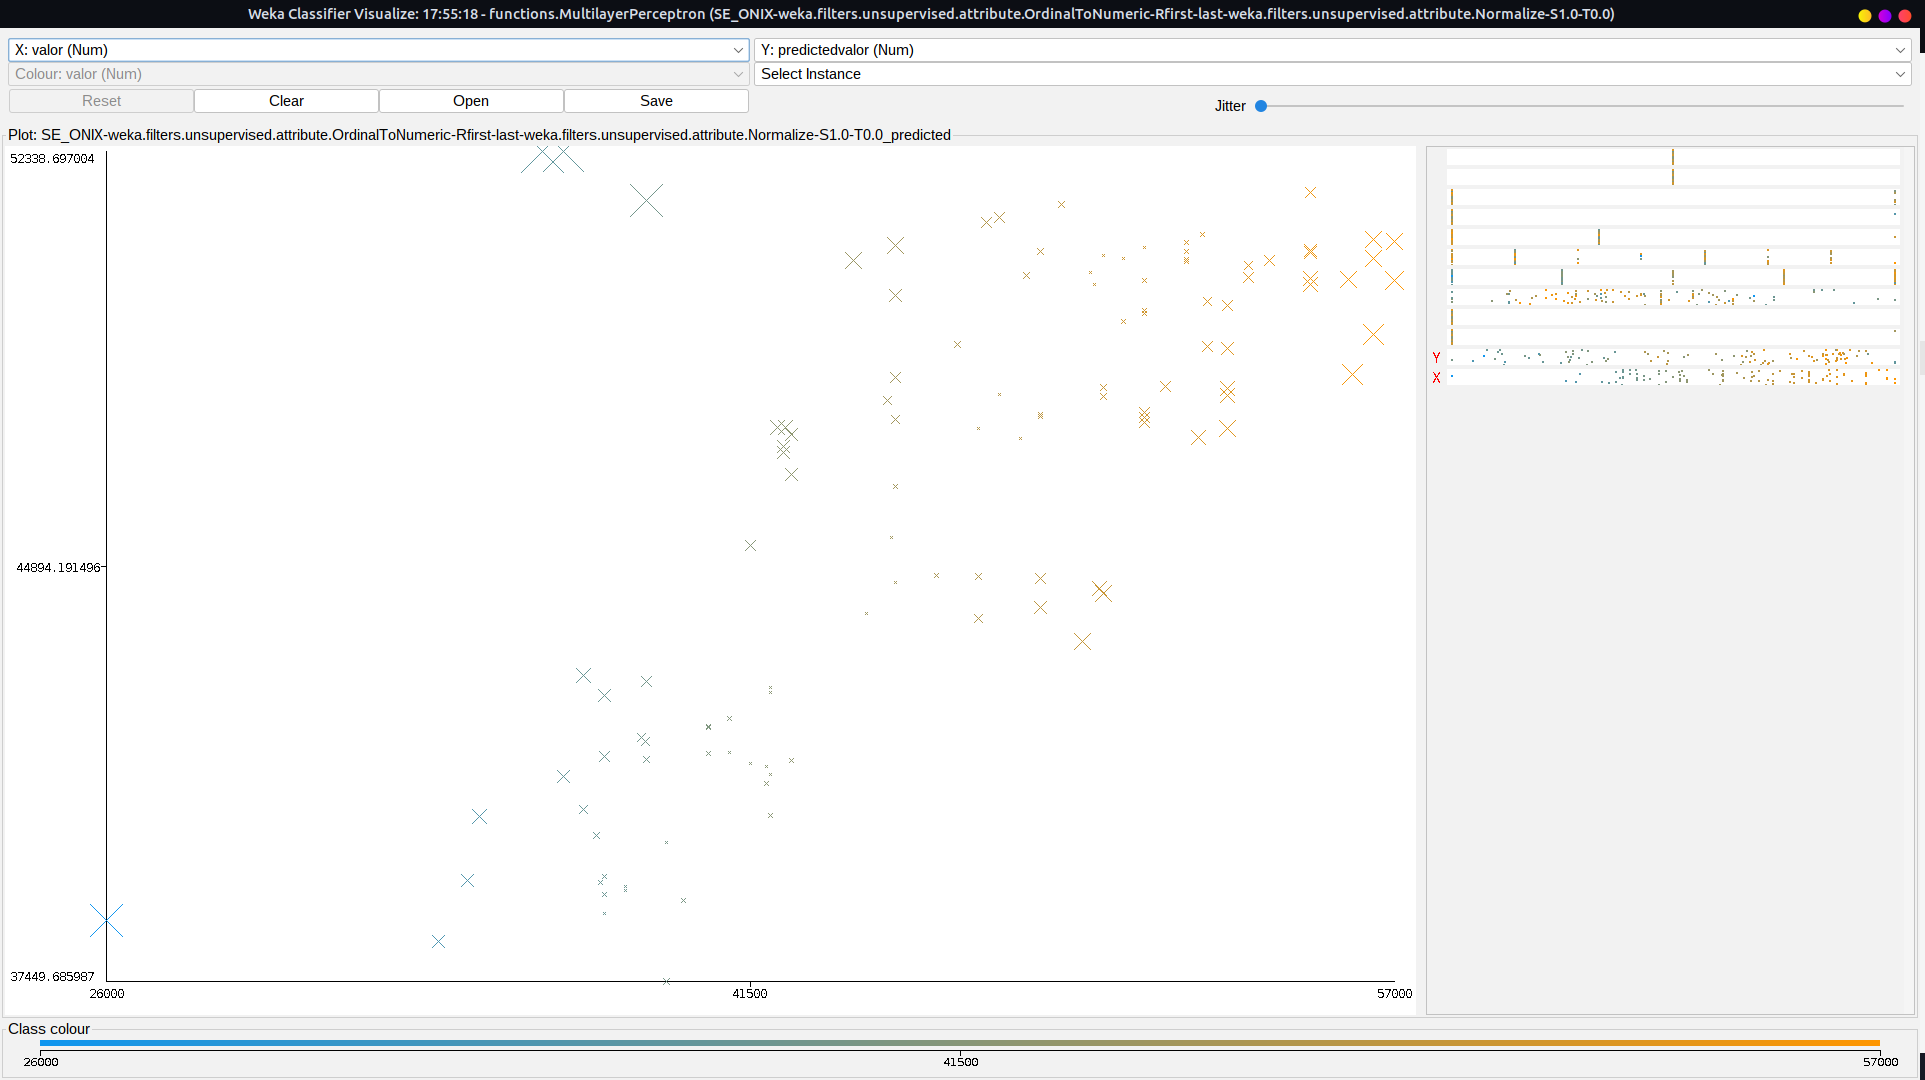 Weka Classifier Visualize: 17:55:18 - functions.MultilayerPerceptron (SE_ONIX-weka.filters.unsupervised.attribute.OrdinalToNumeric-Rfirst-last-weka.filters.unsupervised.attribute.Normalize-S1.0-T0.0)
X: valor (Num)
Y: predictedvalor (Num)
Colour: valor (Num)
Select Instance
Reset
Clear
Open
Save
Jitter
Plot: SE_ONIX-weka.filters.unsupervised.attribute.OrdinalToNumeric-Rfirst-last-weka.filters.unsupervised.attribute.Normalize-S1.0-T0.0_predicted
52338.697004
44894.191496
37449.685987
26000
41500
57000
Y
X
Class colour
26000
41500
57000